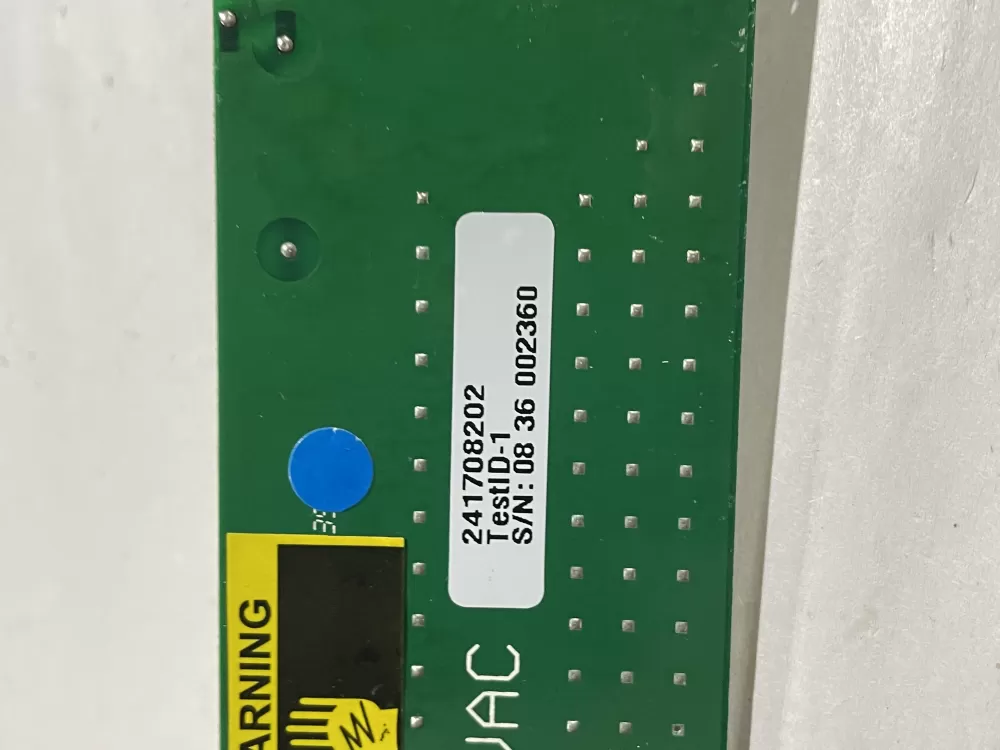 241708202
TestID-1
S/N: 08 36 002360
ARNING
VAC